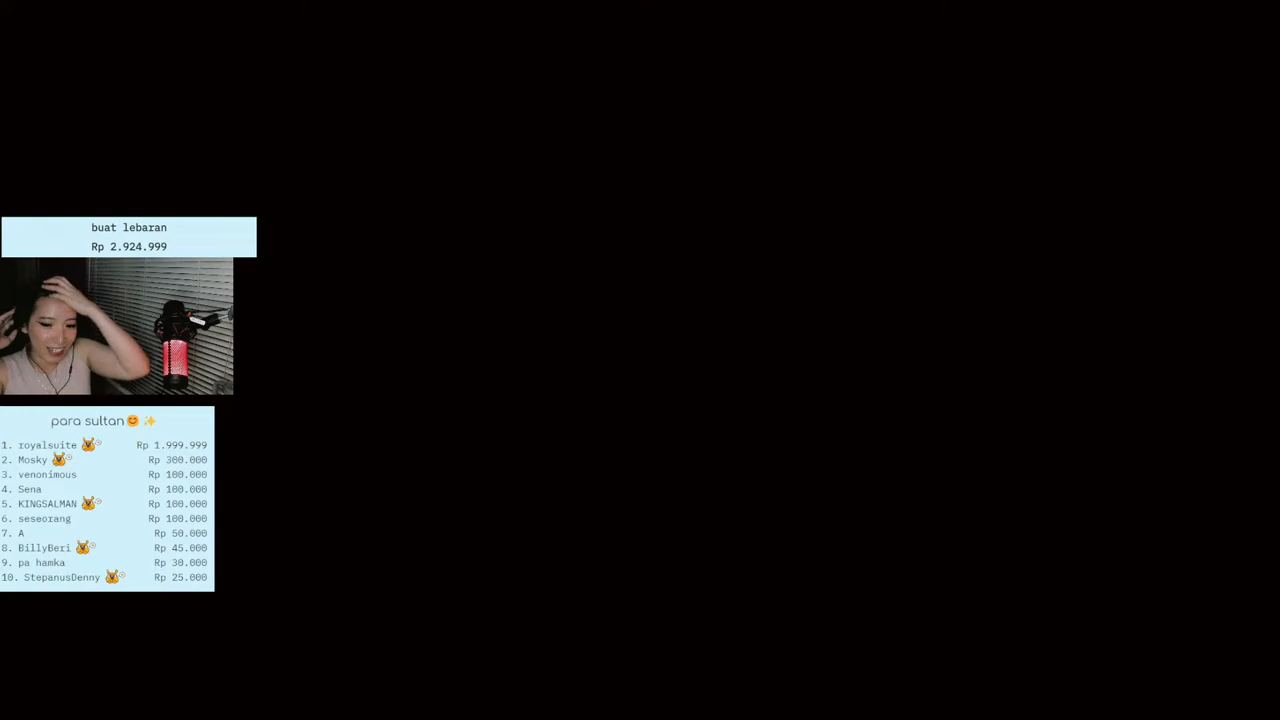 buat lebaran
Rp 2.924.999
para sultan😊✨
1. royalsuite Rp 1.999.999
2. Mosky Rp 300.000
3. venonimous Rp 100.000
4. Sena Rp 100.000
5. KINGSALMAN Rp 100.000
6. seseorang Rp 100.000
7. A Rp 50.000
8. BillyBeri Rp 45.000
9. pa hamka Rp 30.000
10. StepanusDenny Rp 25.000